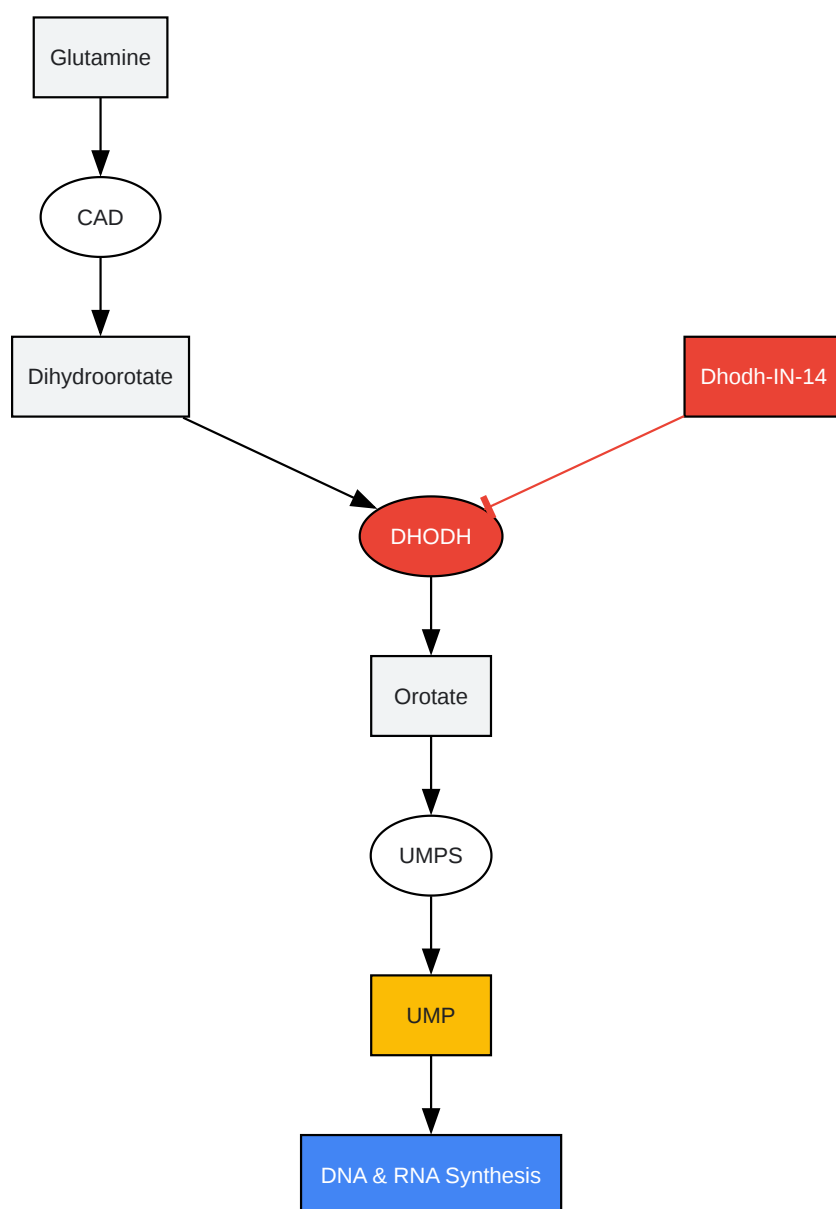 Glutamine
CAD
Dihydroorotate
Dhodh-IN-14
DHODH
Orotate
UMPS
UMP
DNA & RNA Synthesis